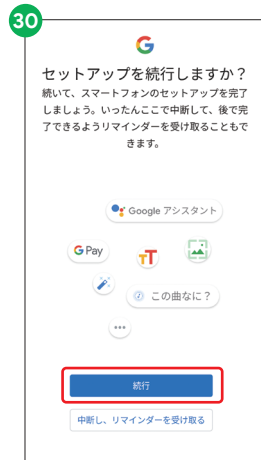 30
G
セットアップを続行しますか？
続いて、スマートフォンのセットアップを完了
しましょう。いったんここで中断して、後で完
了できるようリマインダーを受け取ることもで
きます。
Google アシスタント
G Pay
TT
この曲なに？
続行
中断し、リマインダーを受け取る